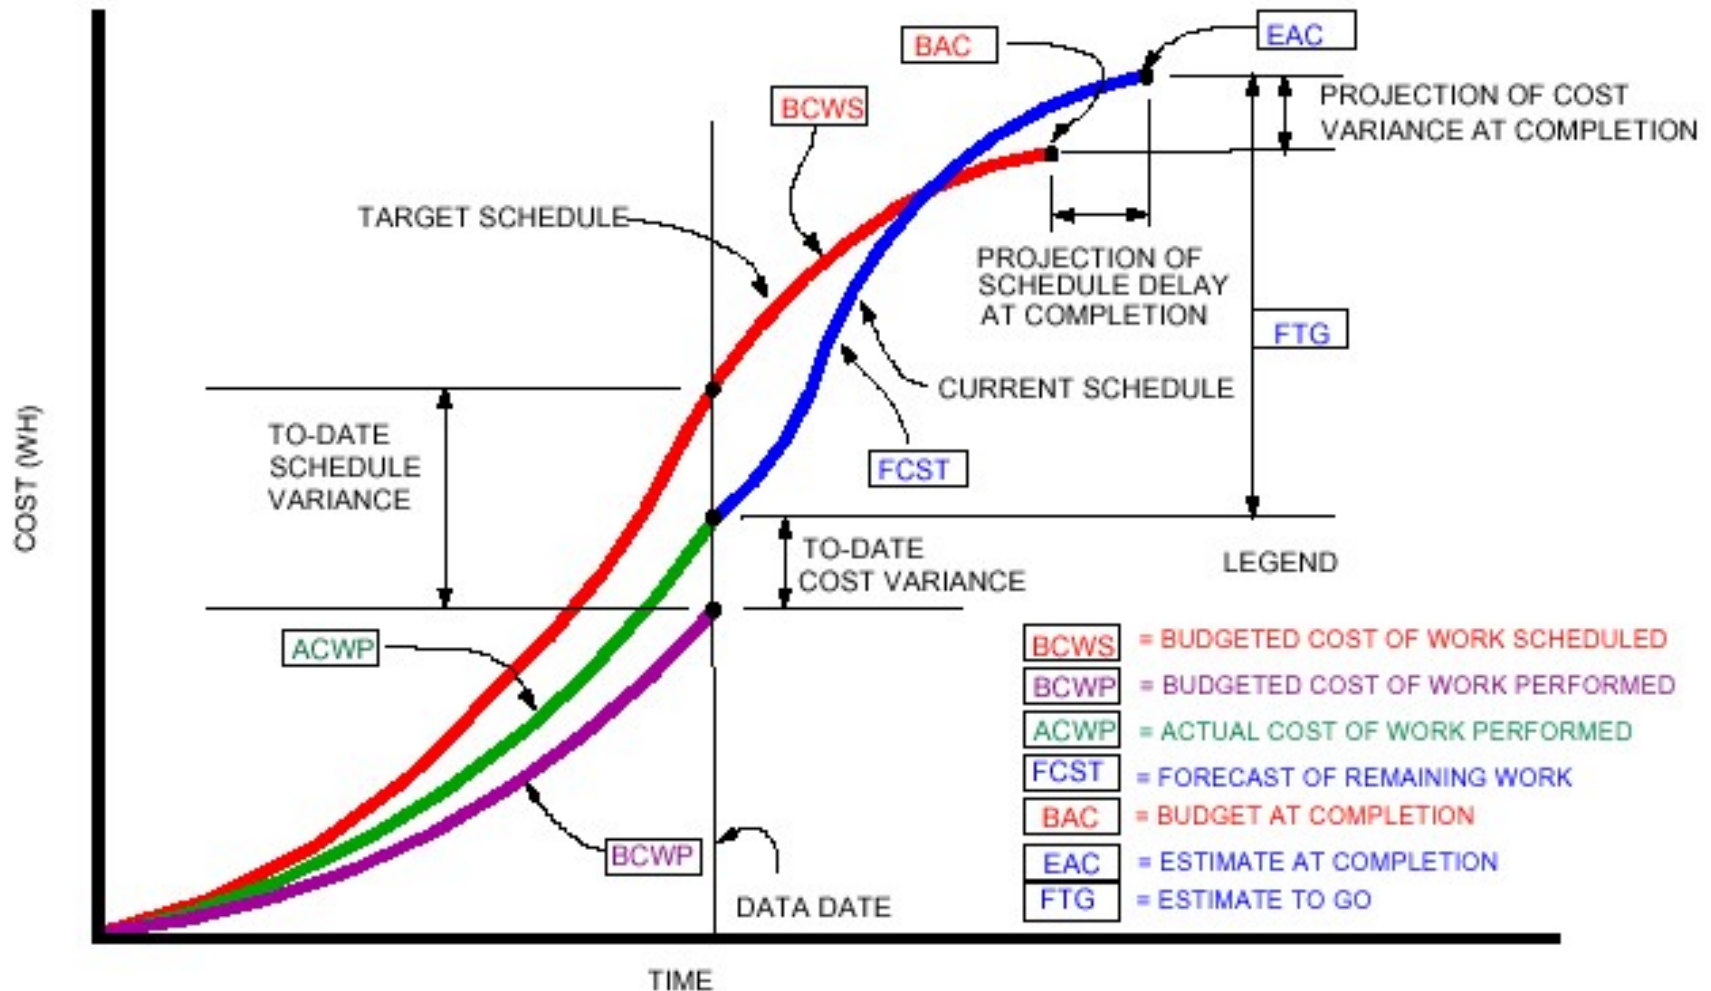 BAC
EAC
BCWS
PROJECTION OF COST
VARIANCE AT COMPLETION
TARGET SCHEDULE
PROJECTION OF
SCHEDULE DELAY
AT COMPLETION
FTG
CURRENT SCHEDULE
TO-DATE
SCHEDULE
VARIANCE
FCST
COST (WH)
TO-DATE
COST VARIANCE
LEGEND
ACWP
BCWP
DATA DATE
TIME
BCWS = BUDGETED COST OF WORK SCHEDULED
BCWP = BUDGETED COST OF WORK PERFORMED
ACWP = ACTUAL COST OF WORK PERFORMED
FCST = FORECAST OF REMAINING WORK
BAC = BUDGET AT COMPLETION
EAC = ESTIMATE AT COMPLETION
FTG = ESTIMATE TO GO